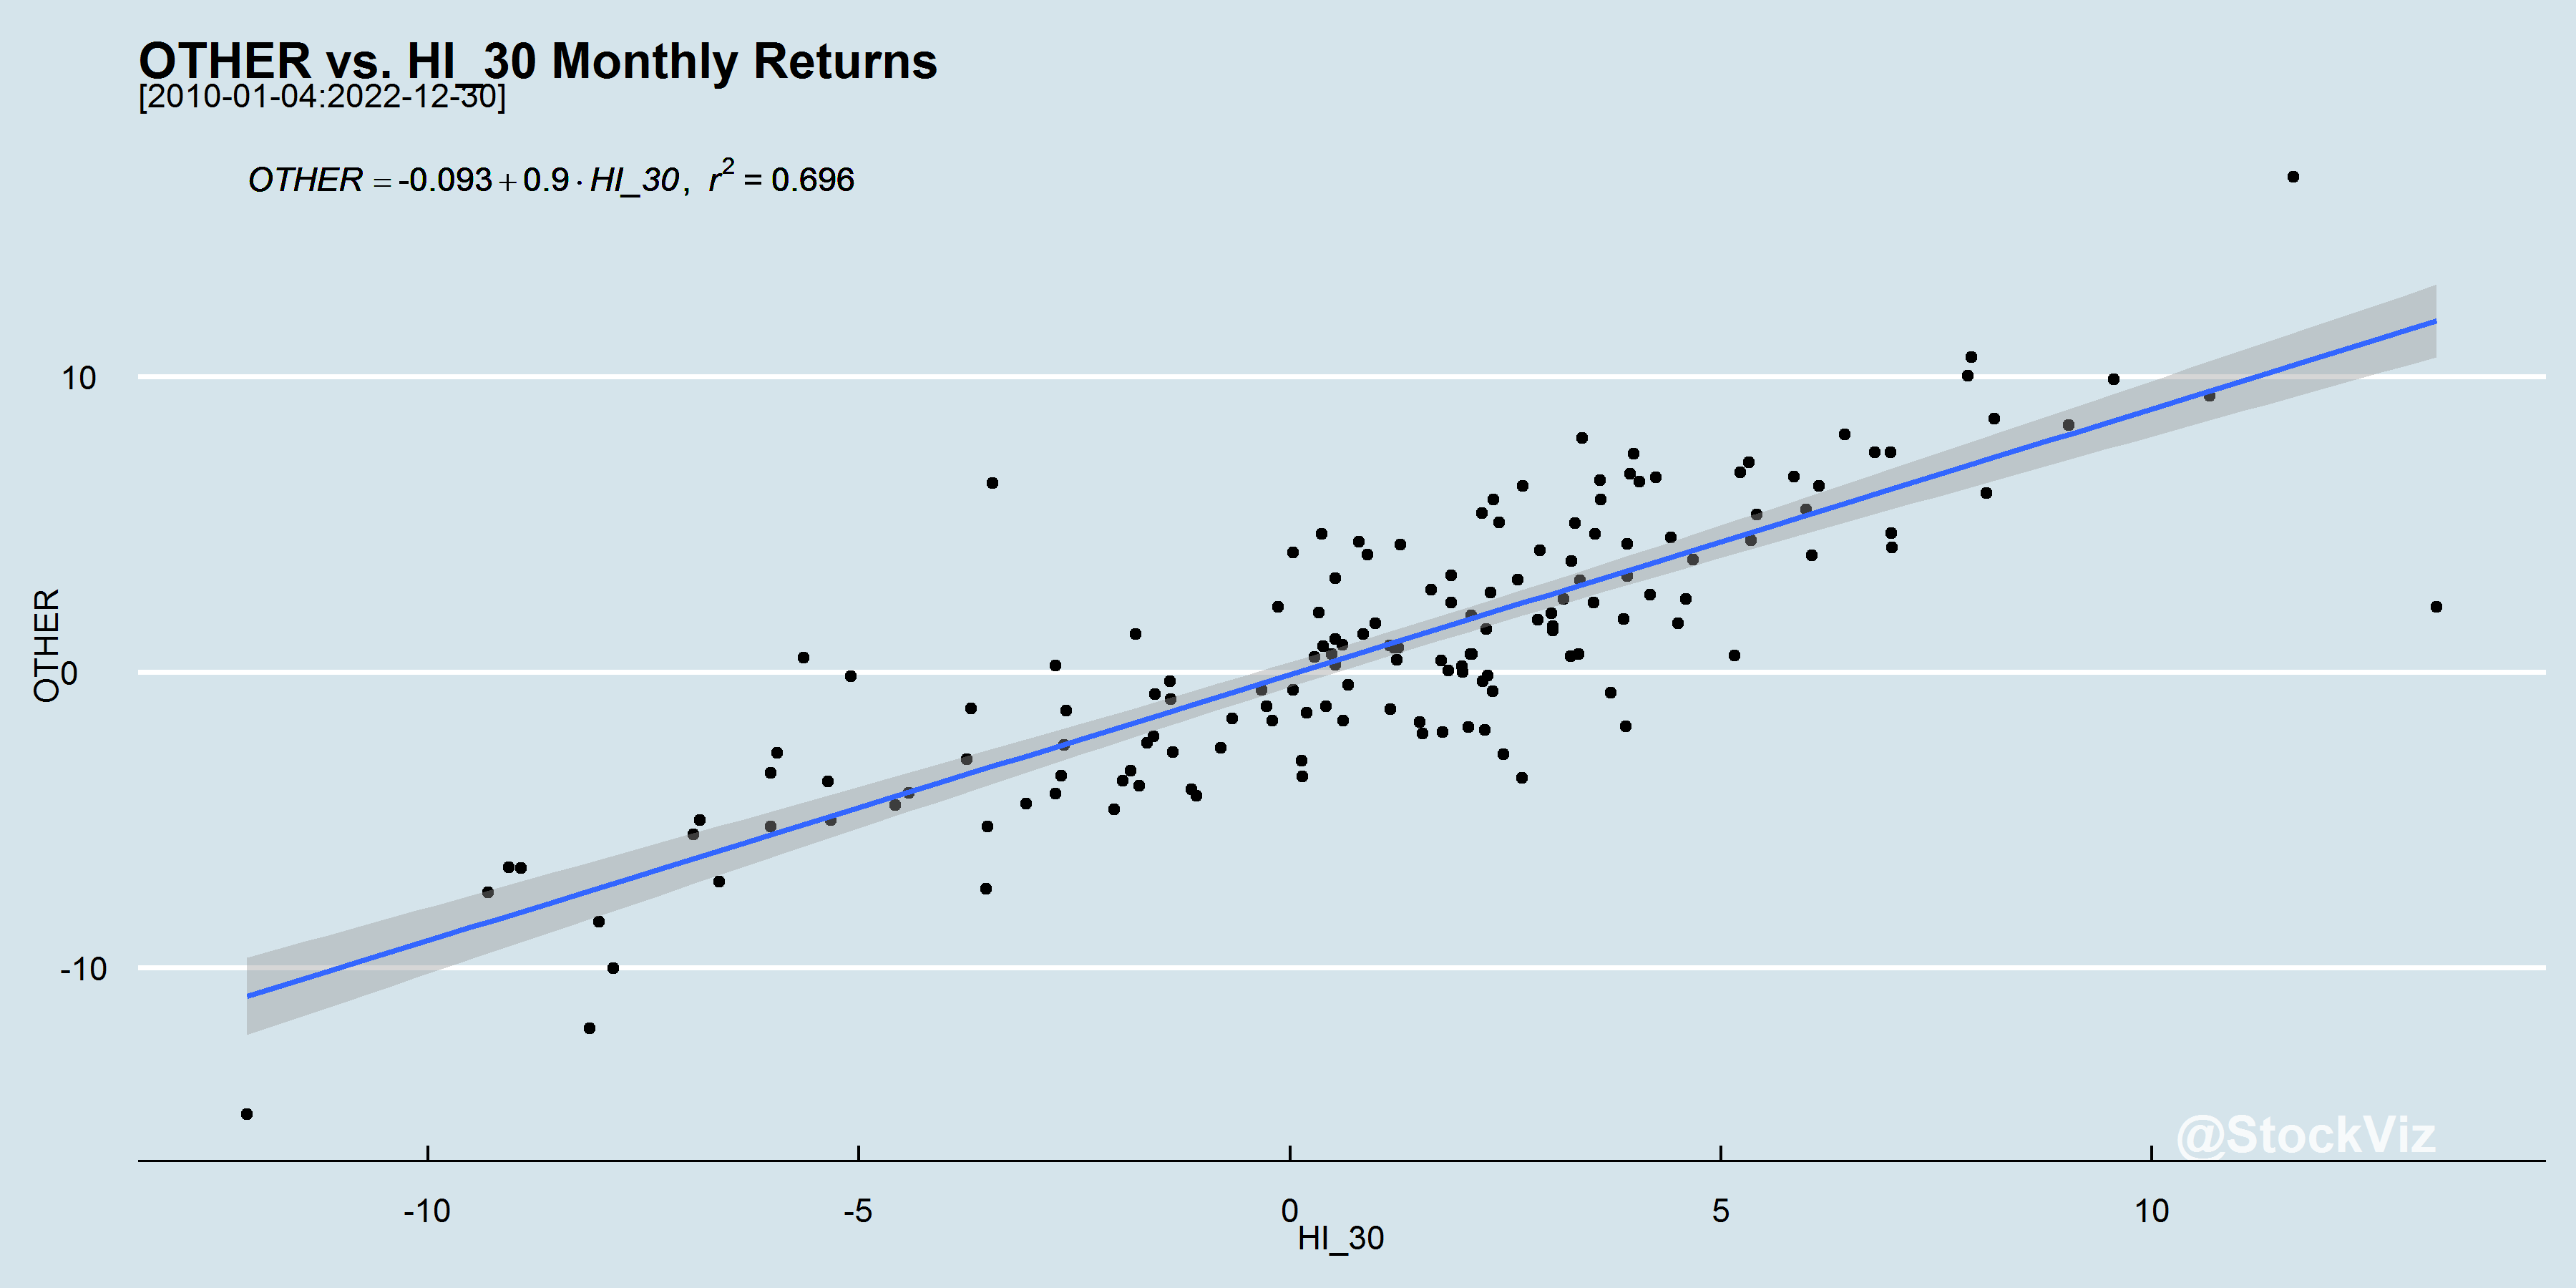 OTHER vs. HI_30 Monthly Returns
[2010-01-04:2022-12-30]
OTHER = -0.093 + 0.9 · HI_30, r² = 0.696
10
0
-10
OTHER
-10 -5 0 5 10
HI_30
@StockViz